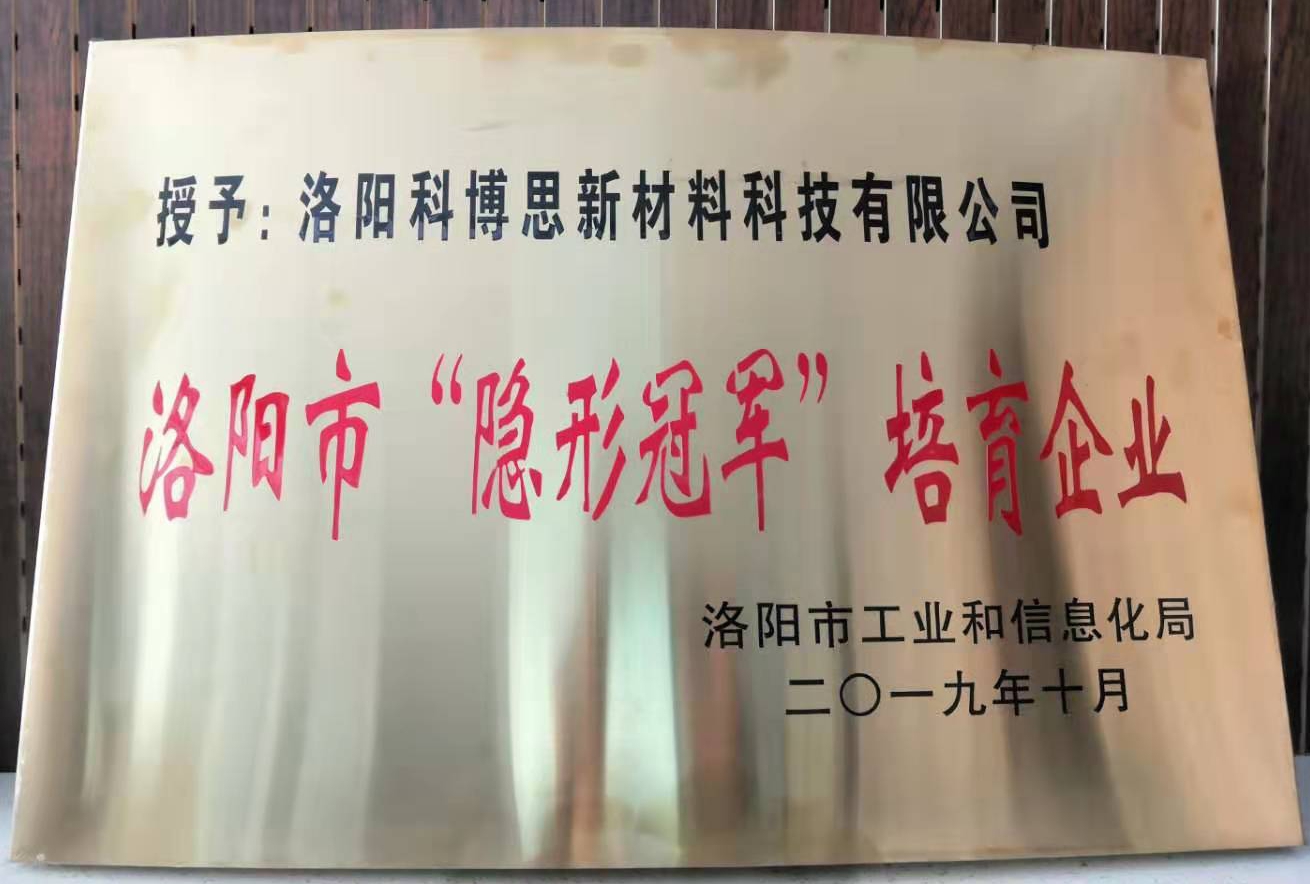 授予：洛阳科博思新材料科技有限公司
洛阳市“隐形冠军”培育企业
洛阳市工业和信息化局
二〇一九年十月